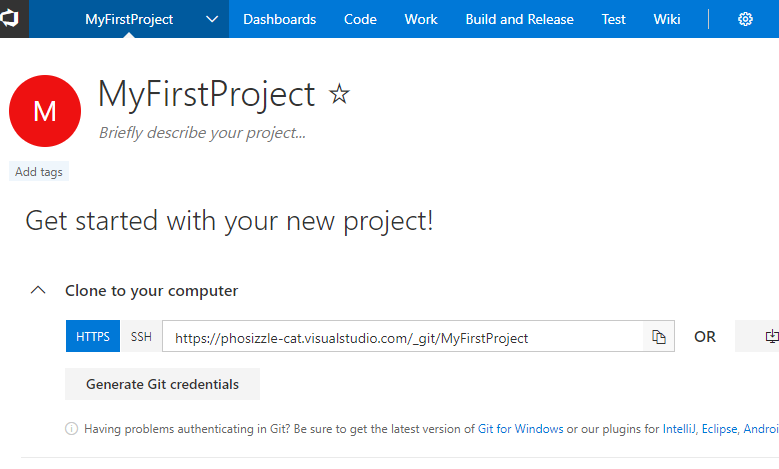 MyFirstProject Dashboards Code Work Build and Release Test Wiki
M
MyFirstProject
Briefly describe your project...
Add tags
Get started with your new project!
Clone to your computer
HTTPS SSH https://phosizzle-cat.visualstudio.com/_git/MyFirstProject OR
Generate Git credentials
Having problems authenticating in Git? Be sure to get the latest version of Git for Windows or our plugins for IntelliJ, Eclipse, Androi